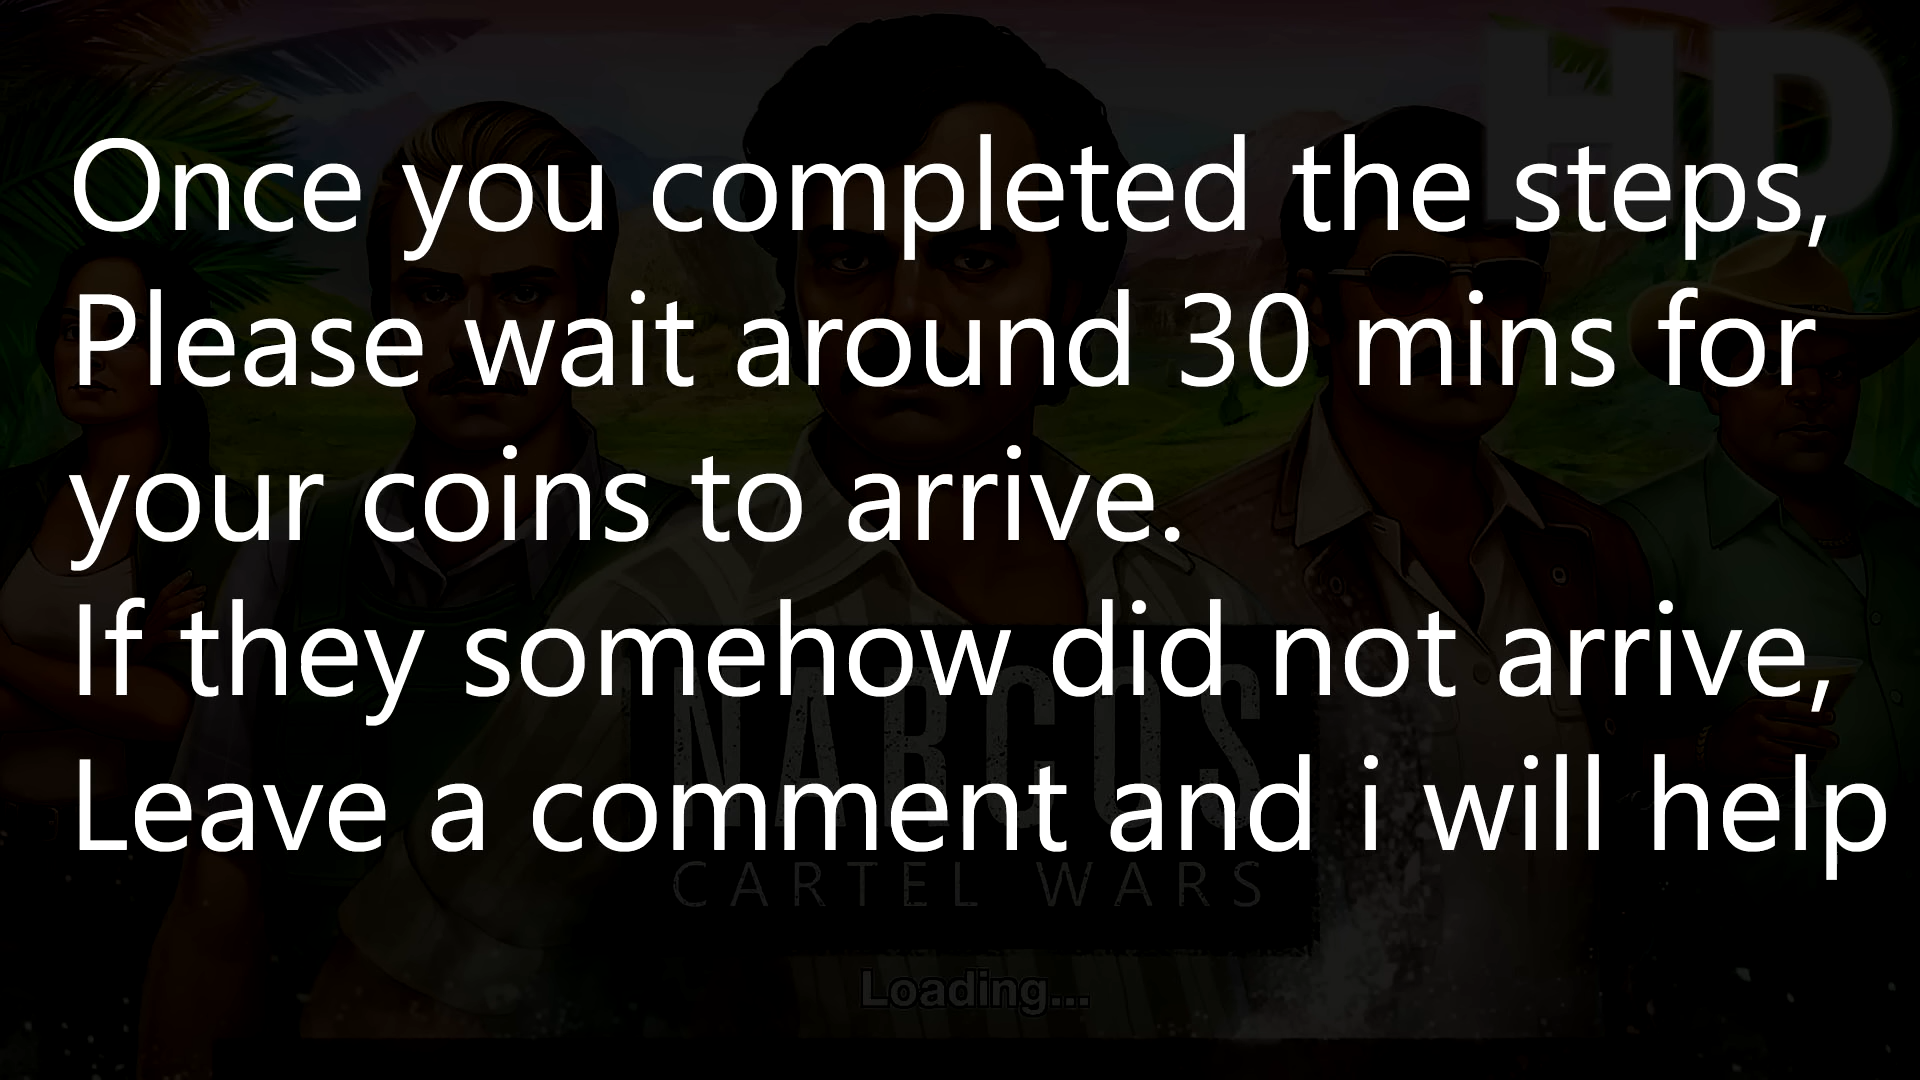 HD
Once you completed the steps,
Please wait around 30 mins for
your coins to arrive.
If they somehow did not arrive,
Leave a comment and i will help
NARCOS
CARTEL WARS
Loading...